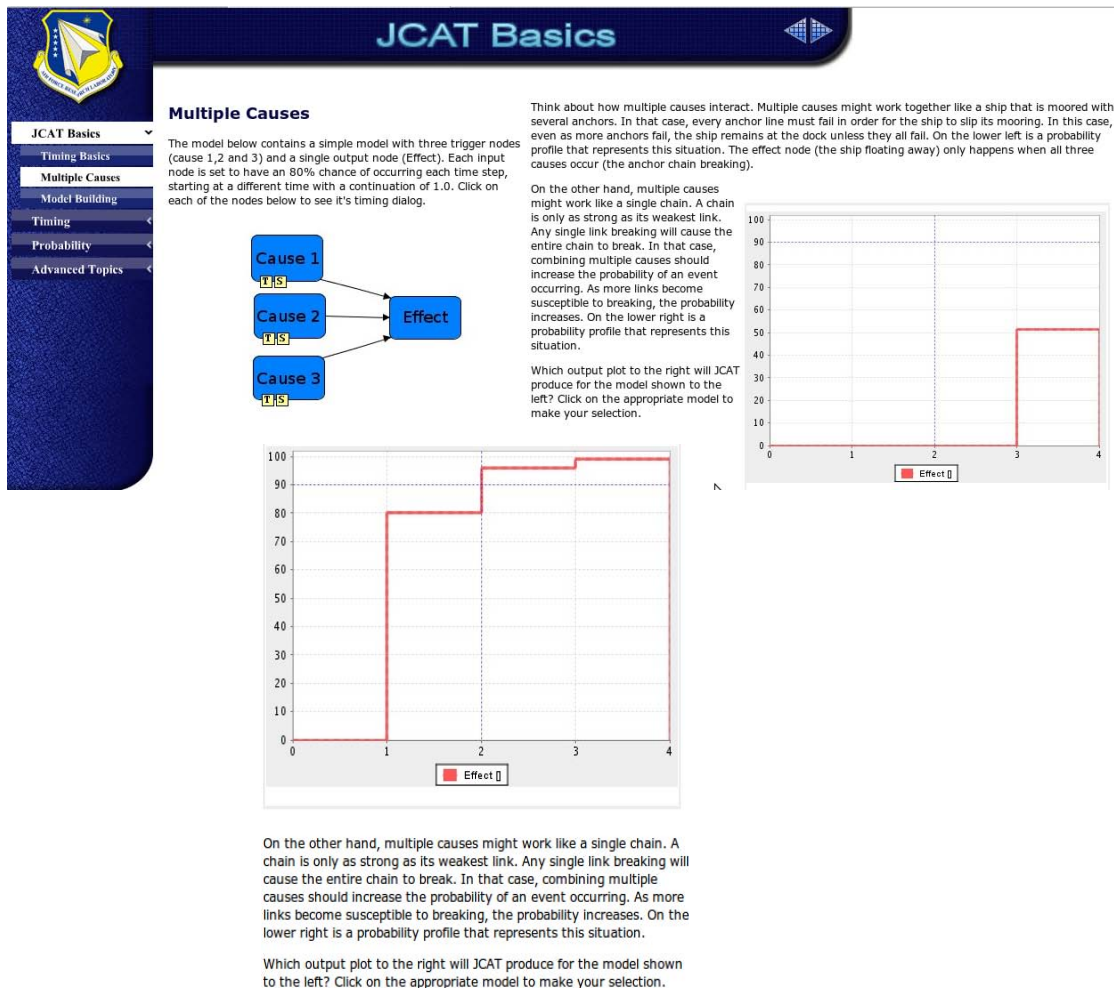 JCAT Basics
JCAT Basics
Timing Basics
Multiple Causes
Model Building
Timing
Probability
Advanced Topics
Multiple Causes
The model below contains a simple model with three trigger nodes
(cause 1,2 and 3) and a single output node (Effect). Each input
node is set to have an 80% chance of occurring each time step,
starting at a different time with a continuation of 1.0. Click on
each of the nodes below to see it's timing dialog.
Cause 1
T S
Cause 2
T S
Cause 3
T S
Effect
Think about how multiple causes interact. Multiple causes might work together like a ship that is moored with
several anchors. In that case, every anchor line must fail in order for the ship to slip its mooring. In this case,
even as more anchors fail, the ship remains at the dock unless they all fail. On the lower left is a probability
profile that represents this situation. The effect node (the ship floating away) only happens when all three
causes occur (the anchor chain breaking).
On the other hand, multiple causes
might work like a single chain. A chain
is only as strong as its weakest link.
Any single link breaking will cause the
entire chain to break. In that case,
combining multiple causes should
increase the probability of an event
occurring. As more links become
susceptible to breaking, the probability
increases. On the lower right is a
probability profile that represents this
situation.
Which output plot to the right will JCAT
produce for the model shown to the
left? Click on the appropriate model to
make your selection.
100
90
80
70
60
50
40
30
20
10
0
0 1 2 3 4
Effect []
100
90
80
70
60
50
40
30
20
10
0
0 1 2 3 4
Effect []
On the other hand, multiple causes might work like a single chain. A
chain is only as strong as its weakest link. Any single link breaking will
cause the entire chain to break. In that case, combining multiple
causes should increase the probability of an event occurring. As more
links become susceptible to breaking, the probability increases. On the
lower right is a probability profile that represents this situation.
Which output plot to the right will JCAT produce for the model shown
to the left? Click on the appropriate model to make your selection.